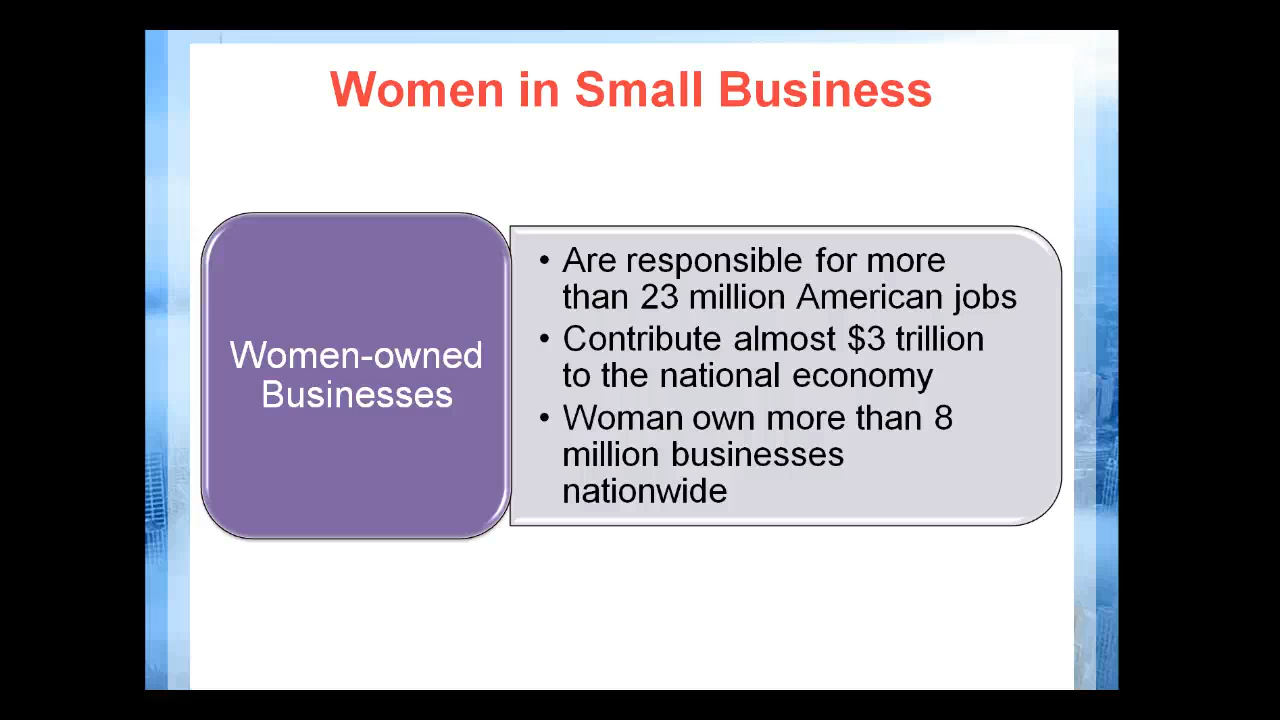 Women in Small Business
Women-owned
Businesses
• Are responsible for more
than 23 million American jobs
• Contribute almost $3 trillion
to the national economy
• Woman own more than 8
million businesses
nationwide